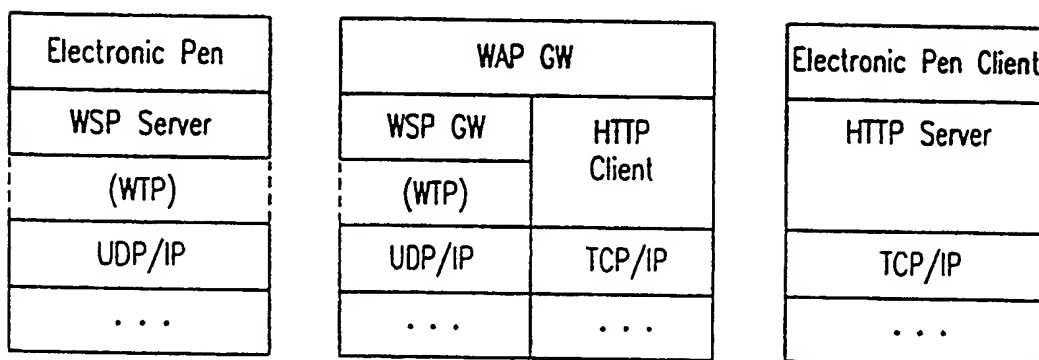 Electronic Pen
WSP Server
(WTP)
UDP/IP
. . .
WAP GW
WSP GW
(WTP)
UDP/IP
. . .
HTTP
Client
TCP/IP
. . .
Electronic Pen Client
HTTP Server
TCP/IP
. . .